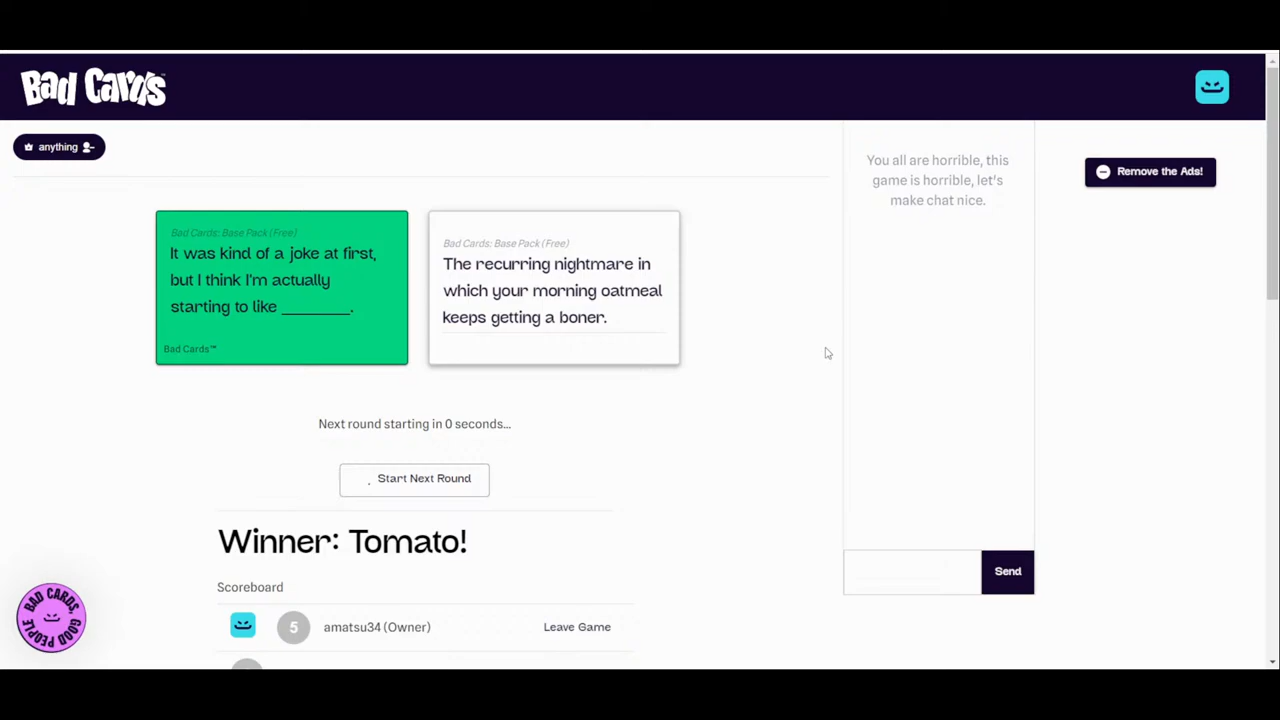 Bad Cards™
anything
Bad Cards: Base Pack (Free)
It was kind of a joke at first,
but I think I'm actually
starting to like ________.
Bad Cards™
Bad Cards: Base Pack (Free)
The recurring nightmare in
which your morning oatmeal
keeps getting a boner.
You all are horrible, this
game is horrible, let's
make chat nice.
Remove the Ads!
Next round starting in 0 seconds...
Start Next Round
Winner: Tomato!
Scoreboard
5 amatsu34 (Owner) Leave Game
Send
BAD CARDS,
GOOD PEOPLE